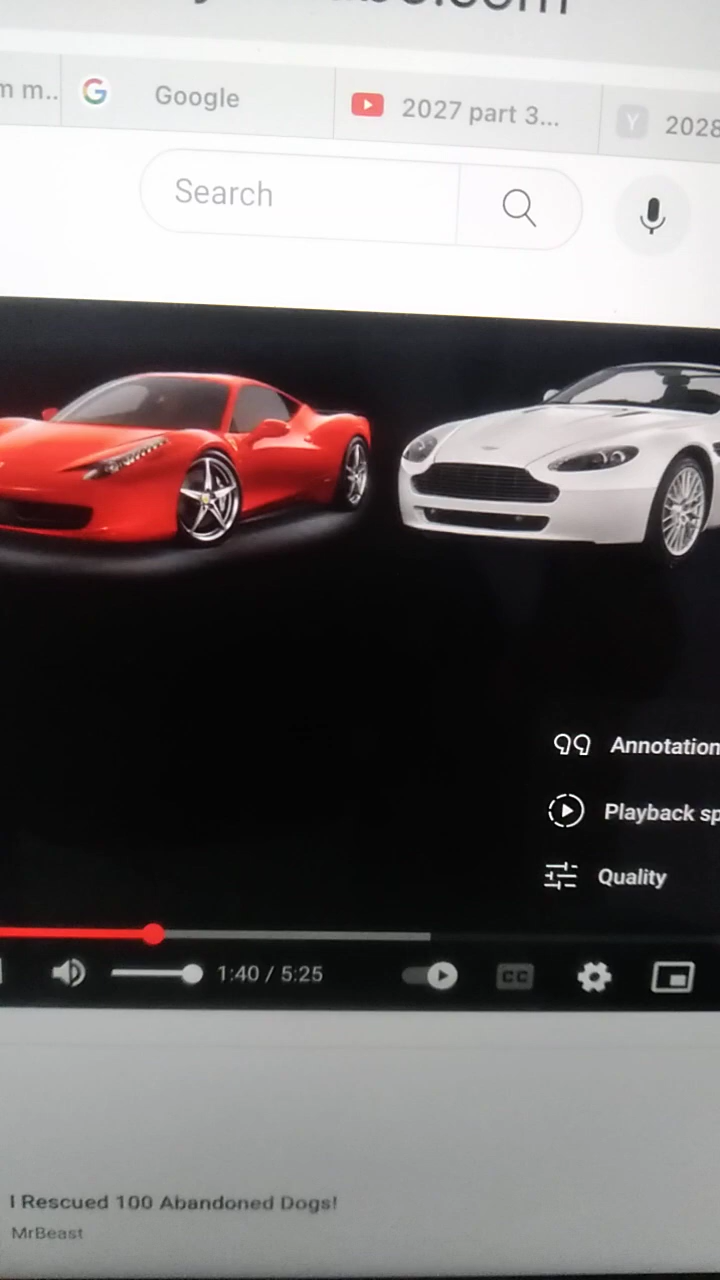 m m..
Google
2027 part 3...
Y
2028
Search
Annotation
Playback sp
Quality
1:40 / 5:25
CC
I Rescued 100 Abandoned Dogs!
MrBeast